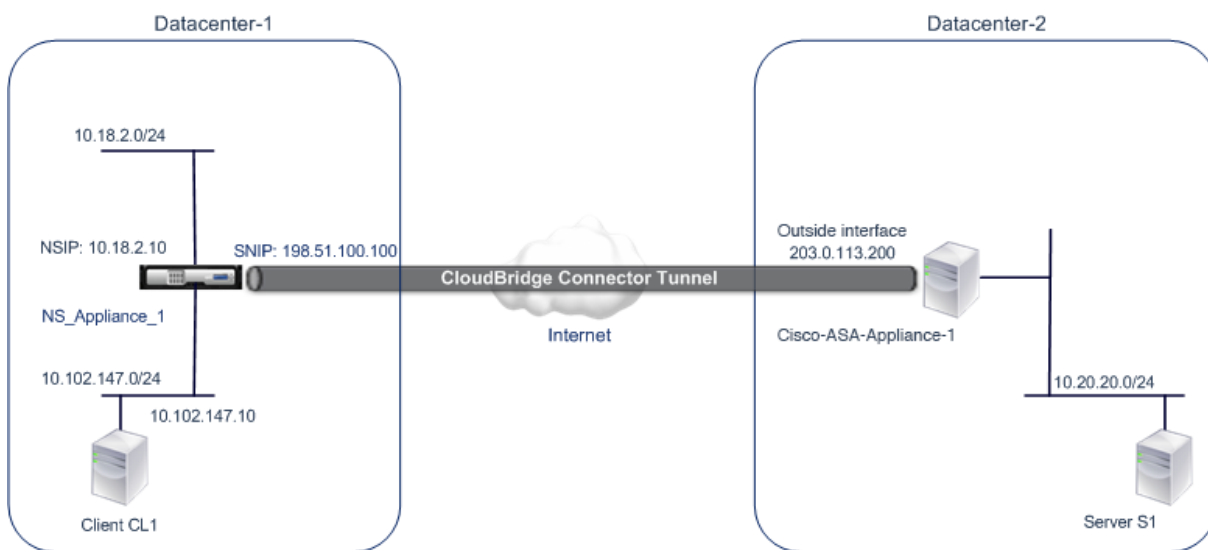 Datacenter-1
Datacenter-2
10.18.2.0/24
NSIP: 10.18.2.10
SNIP: 198.51.100.100
Outside interface
203.0.113.200
CloudBridge Connector Tunnel
NS_Appliance_1
Internet
Cisco-ASA-Appliance-1
10.102.147.0/24
10.20.20.0/24
10.102.147.10
Client CL1
Server S1